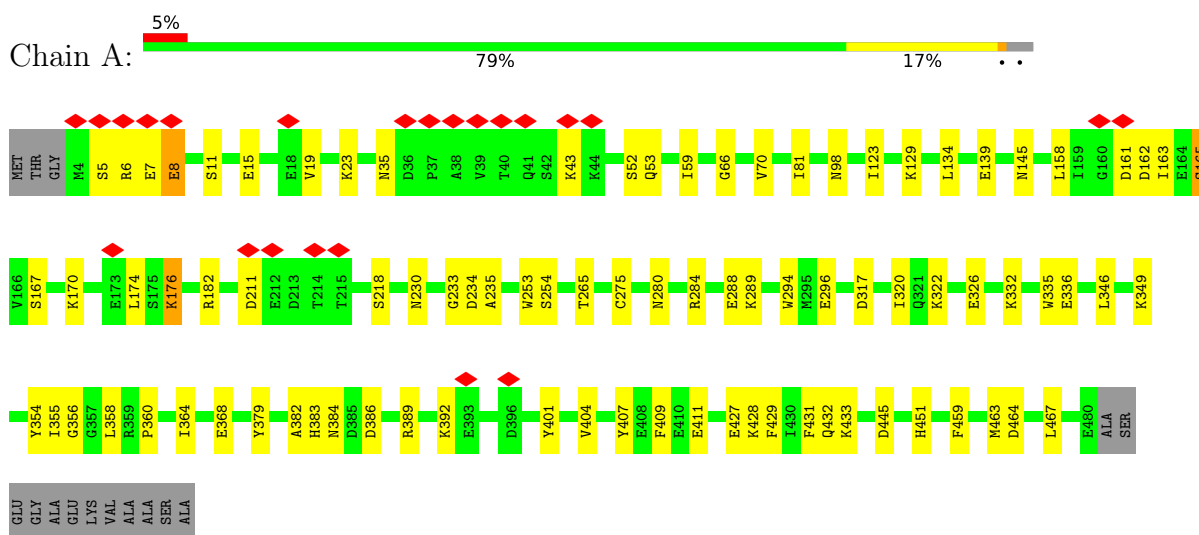 5%
Chain A:
79% 17% • •
MET THR GLY M4 S5 R6 E7 E8 S11 E15 E18 V19 K23 N35 D36 P37 A38 V39 T40 Q41 S42 K43 K44 S52 Q53 I59 G66 V70 I81 N98 I123 K129 L134 E139 N145 L158 I159 G160 D161 D162 I163 E164 S165
V166 S167 K170 E173 L174 S175 K176 R182 D211 E212 D213 T214 T215 S218 N230 G233 D234 A235 W253 S254 T265 C275 N280 R284 E288 K289 W294 M295 E296 D317 I320 Q321 K322 E326 K332 W335 E336 L346 K349
Y354 I355 G356 G357 L358 R359 P360 I364 E368 Y379 A382 H383 N384 D385 D386 R389 K392 E393 D396 Y401 V404 Y407 E408 F409 E410 E411 E427 K428 F429 I430 F431 Q432 K433 D445 H451 F459 M463 D464 L467 E480 ALA SER
GLU GLY ALA GLU LYS VAL ALA ALA SER ALA